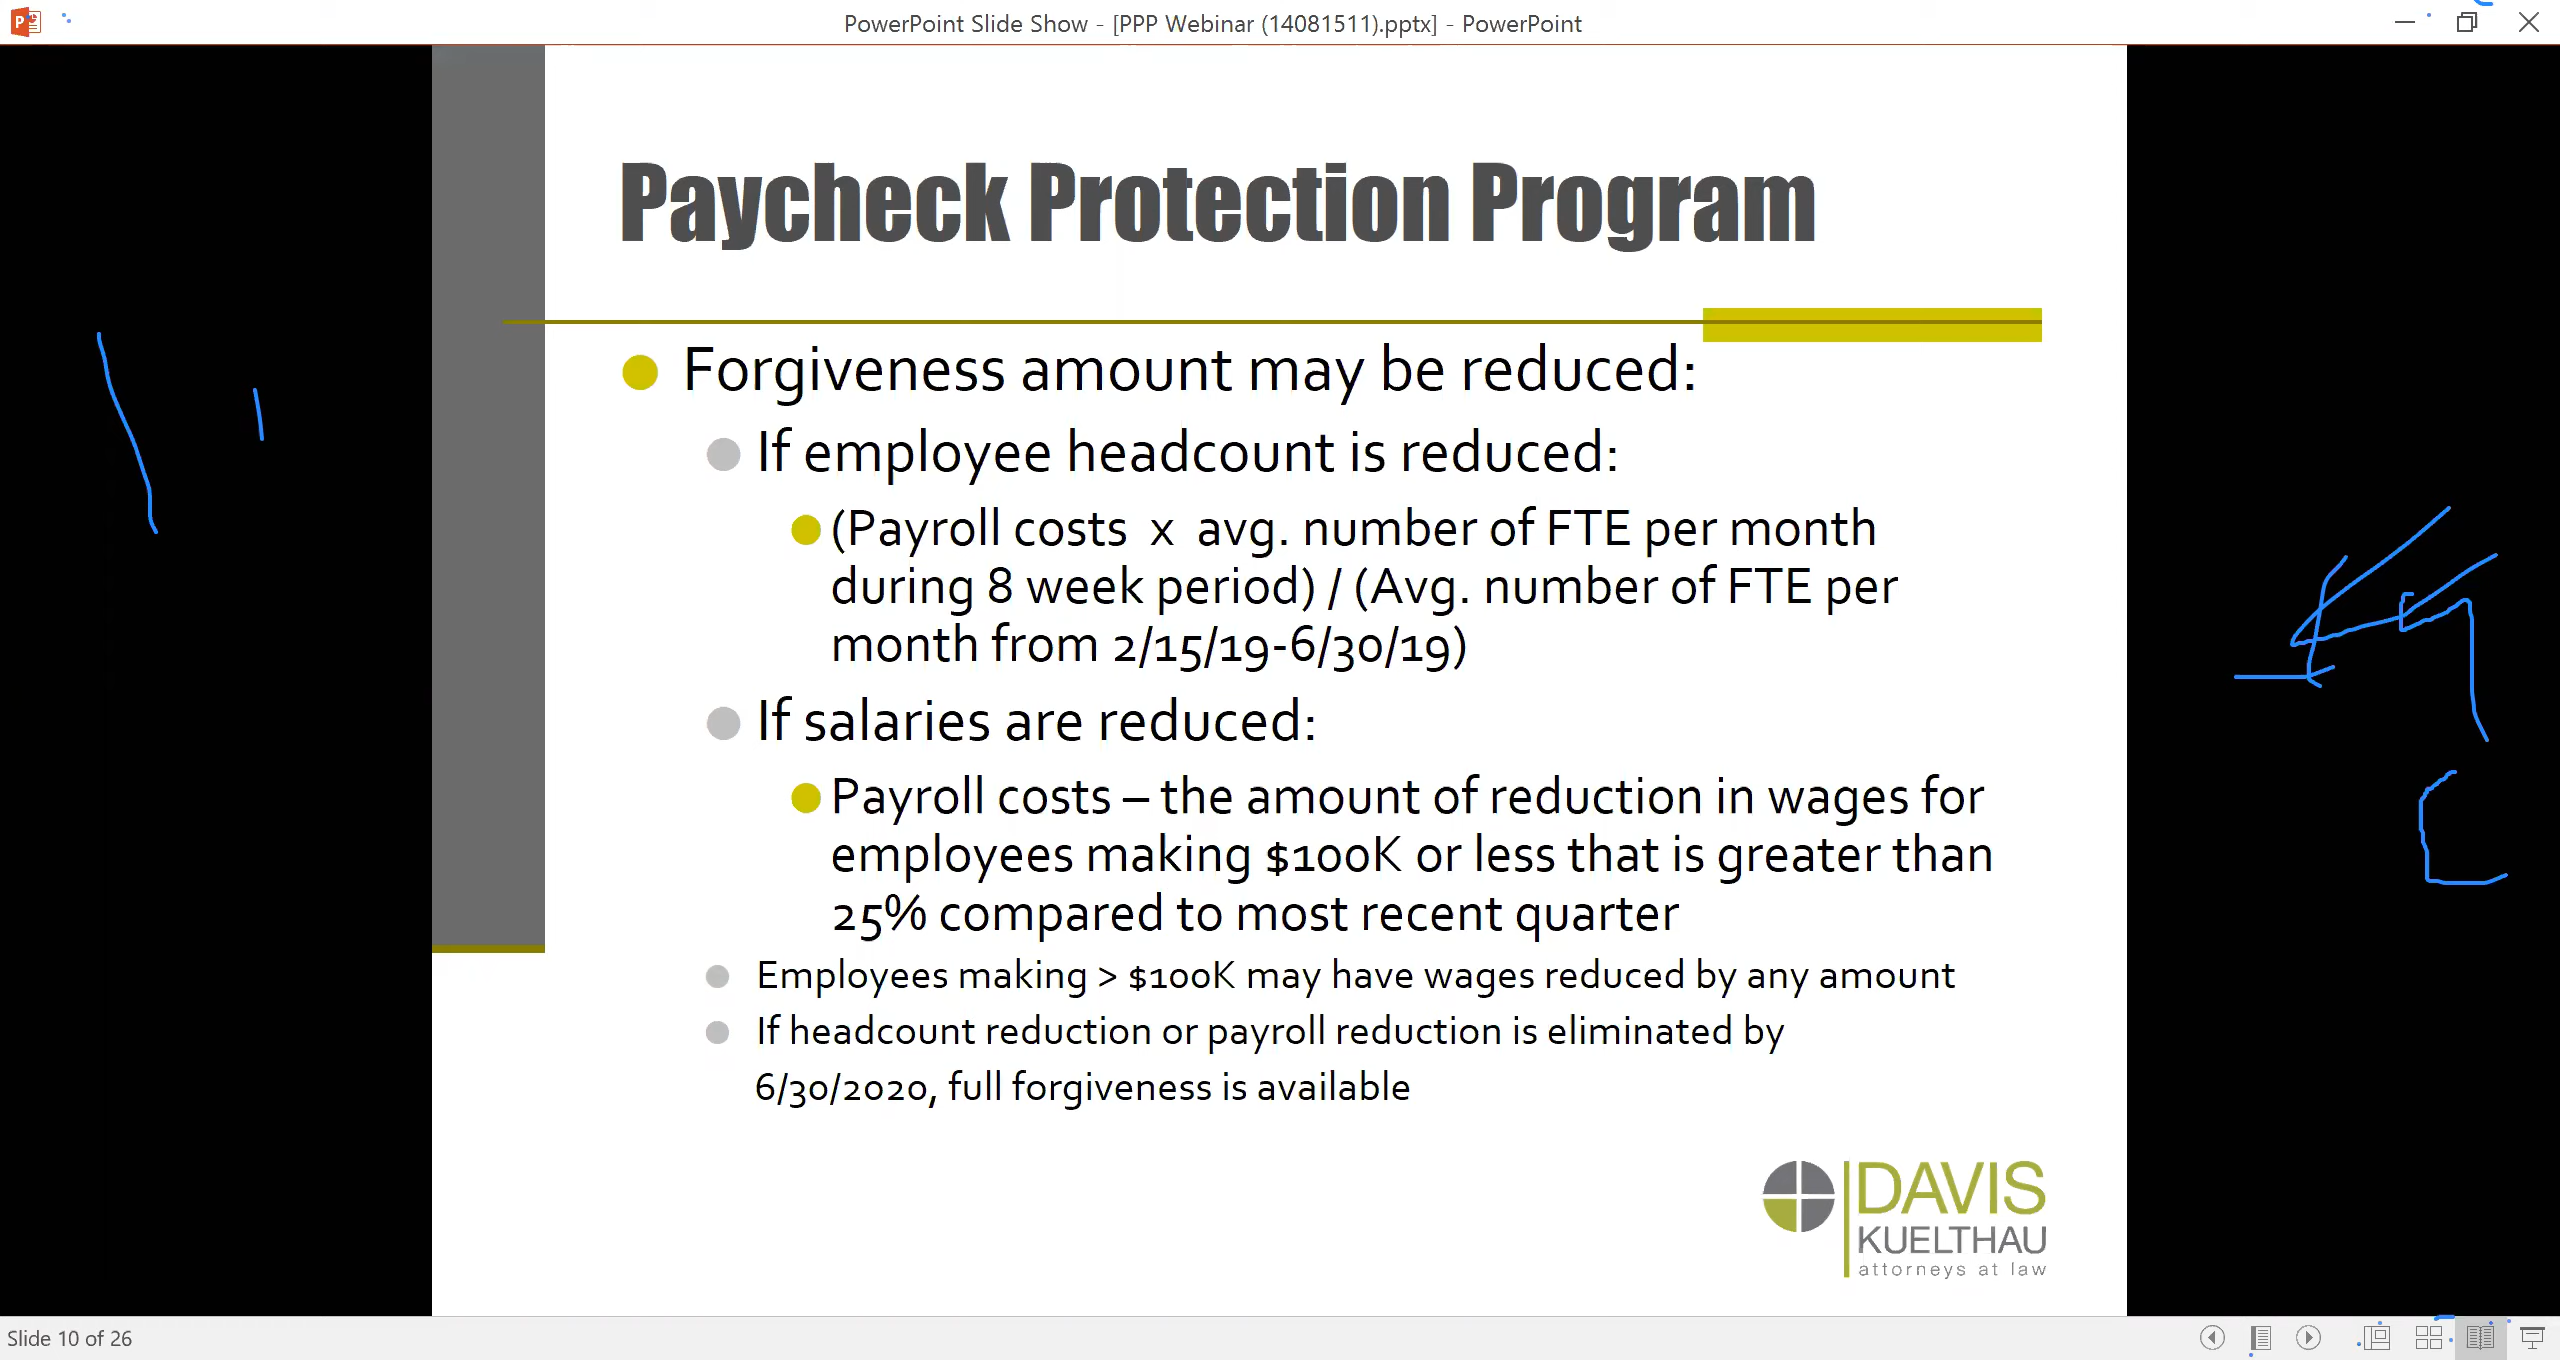 PowerPoint Slide Show - [PPP Webinar (14081511).pptx] - PowerPoint
Paycheck Protection Program
Forgiveness amount may be reduced:
If employee headcount is reduced:
(Payroll costs x avg. number of FTE per month
during 8 week period) / (Avg. number of FTE per
month from 2/15/19-6/30/19)
If salaries are reduced:
Payroll costs – the amount of reduction in wages for
employees making $100K or less that is greater than
25% compared to most recent quarter
Employees making > $100K may have wages reduced by any amount
If headcount reduction or payroll reduction is eliminated by
6/30/2020, full forgiveness is available
DAVIS
KUELTHAU
attorneys at law
Slide 10 of 26